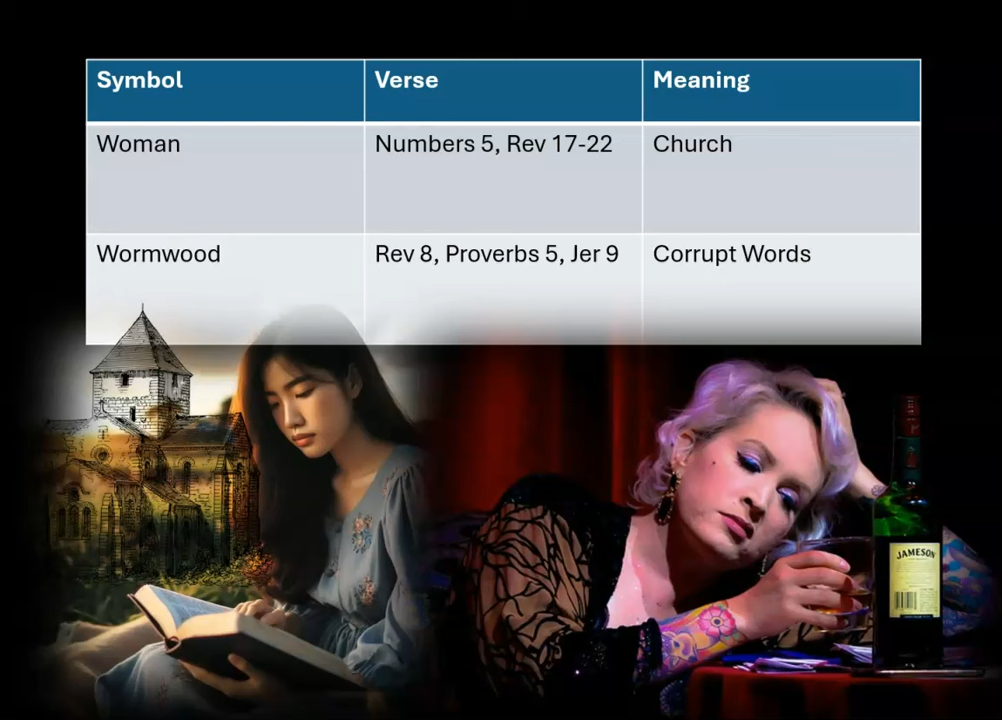 Symbol Verse Meaning
Woman Numbers 5, Rev 17-22 Church
Wormwood Rev 8, Proverbs 5, Jer 9 Corrupt Words
JAMESON